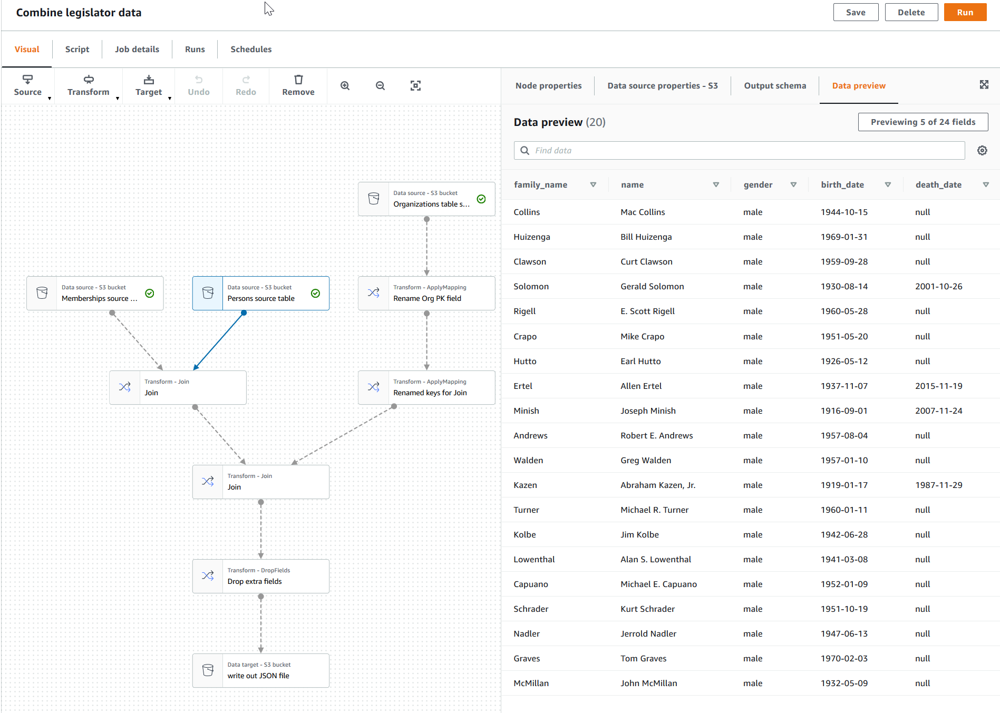 Combine legislator data
Save
Delete
Run
Visual
Script
Job details
Runs
Schedules
Source
Transform
Target
Undo
Redo
Remove
Data source - S3 bucket
Organizations table s...
Data source - S3 bucket
Memberships source ...
Data source - S3 bucket
Persons source table
Transform - ApplyMapping
Rename Org PK field
Transform - Join
Join
Transform - ApplyMapping
Renamed keys for Join
Transform - Join
Join
Transform - DropFields
Drop extra fields
Data target - S3 bucket
write out JSON file
Node properties
Data source properties - S3
Output schema
Data preview
Data preview (20)
Previewing 5 of 24 fields
Find data
family_name name gender birth_date death_date
Collins Mac Collins male 1944-10-15 null
Huizenga Bill Huizenga male 1969-01-31 null
Clawson Curt Clawson male 1959-09-28 null
Solomon Gerald Solomon male 1930-08-14 2001-10-26
Rigell E. Scott Rigell male 1960-05-28 null
Crapo Mike Crapo male 1951-05-20 null
Hutto Earl Hutto male 1926-05-12 null
Ertel Allen Ertel male 1937-11-07 2015-11-19
Minish Joseph Minish male 1916-09-01 2007-11-24
Andrews Robert E. Andrews male 1957-08-04 null
Walden Greg Walden male 1957-01-10 null
Kazen Abraham Kazen, Jr. male 1919-01-17 1987-11-29
Turner Michael R. Turner male 1960-01-11 null
Kolbe Jim Kolbe male 1942-06-28 null
Lowenthal Alan S. Lowenthal male 1941-03-08 null
Capuano Michael E. Capuano male 1952-01-09 null
Schrader Kurt Schrader male 1951-10-19 null
Nadler Jerrold Nadler male 1947-06-13 null
Graves Tom Graves male 1970-02-03 null
McMillan John McMillan male 1932-05-09 null